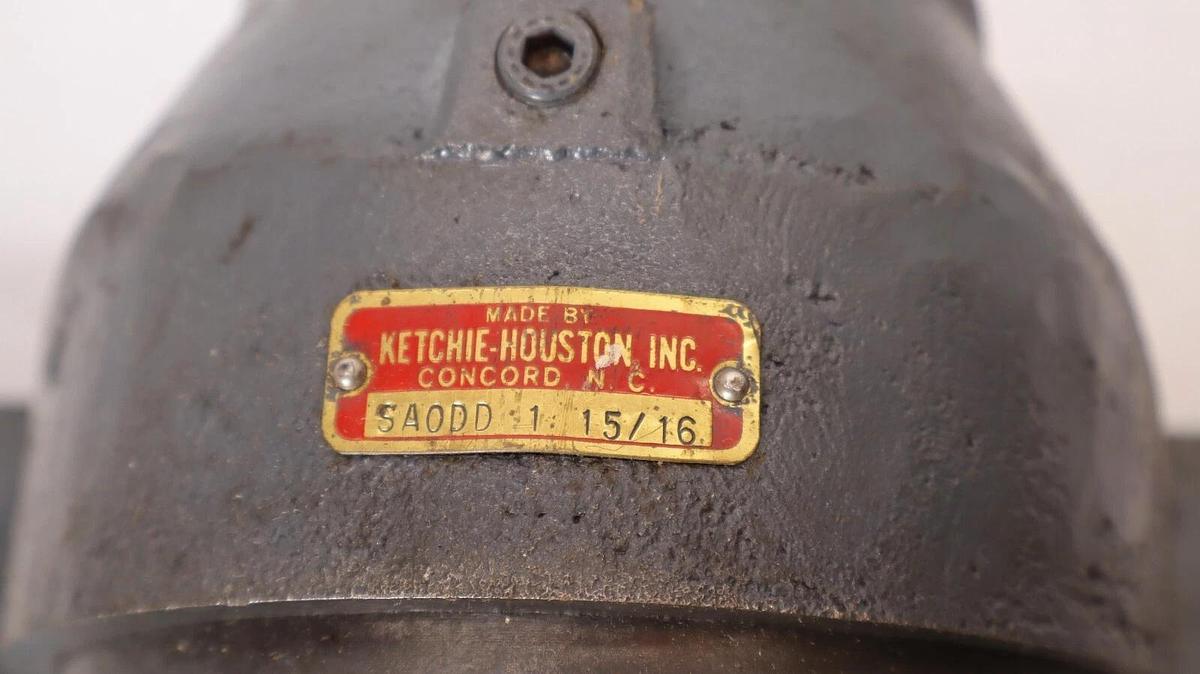 MADE BY
KETCHIE-HOUSTON, INC.
CONCORD N. C.
SAODD 1 15/16